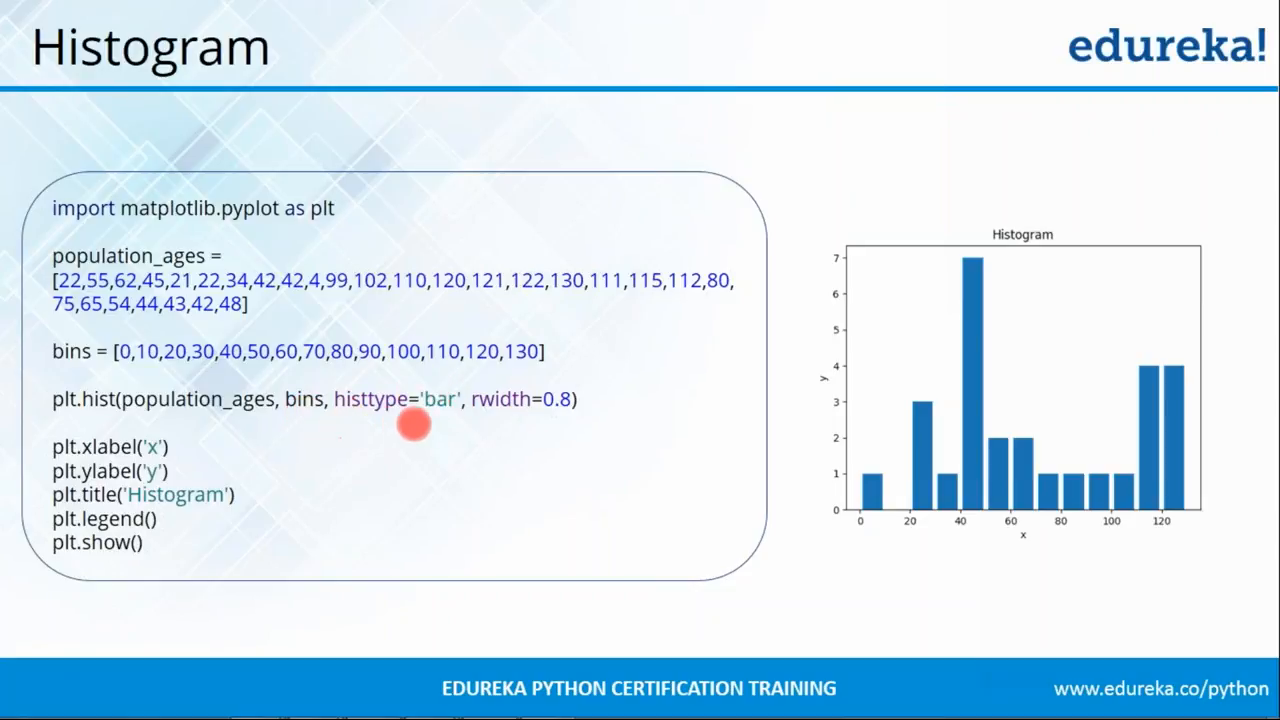 Histogram
edureka!
import matplotlib.pyplot as plt
population_ages =
[22,55,62,45,21,22,34,42,42,4,99,102,110,120,121,122,130,111,115,112,80,
75,65,54,44,43,42,48]
bins = [0,10,20,30,40,50,60,70,80,90,100,110,120,130]
plt.hist(population_ages, bins, histtype='bar', rwidth=0.8)
plt.xlabel('x')
plt.ylabel('y')
plt.title('Histogram')
plt.legend()
plt.show()
Histogram
7
6
5
4
y
3
2
1
0
0 20 40 60 80 100 120
x
EDUREKA PYTHON CERTIFICATION TRAINING
www.edureka.co/python